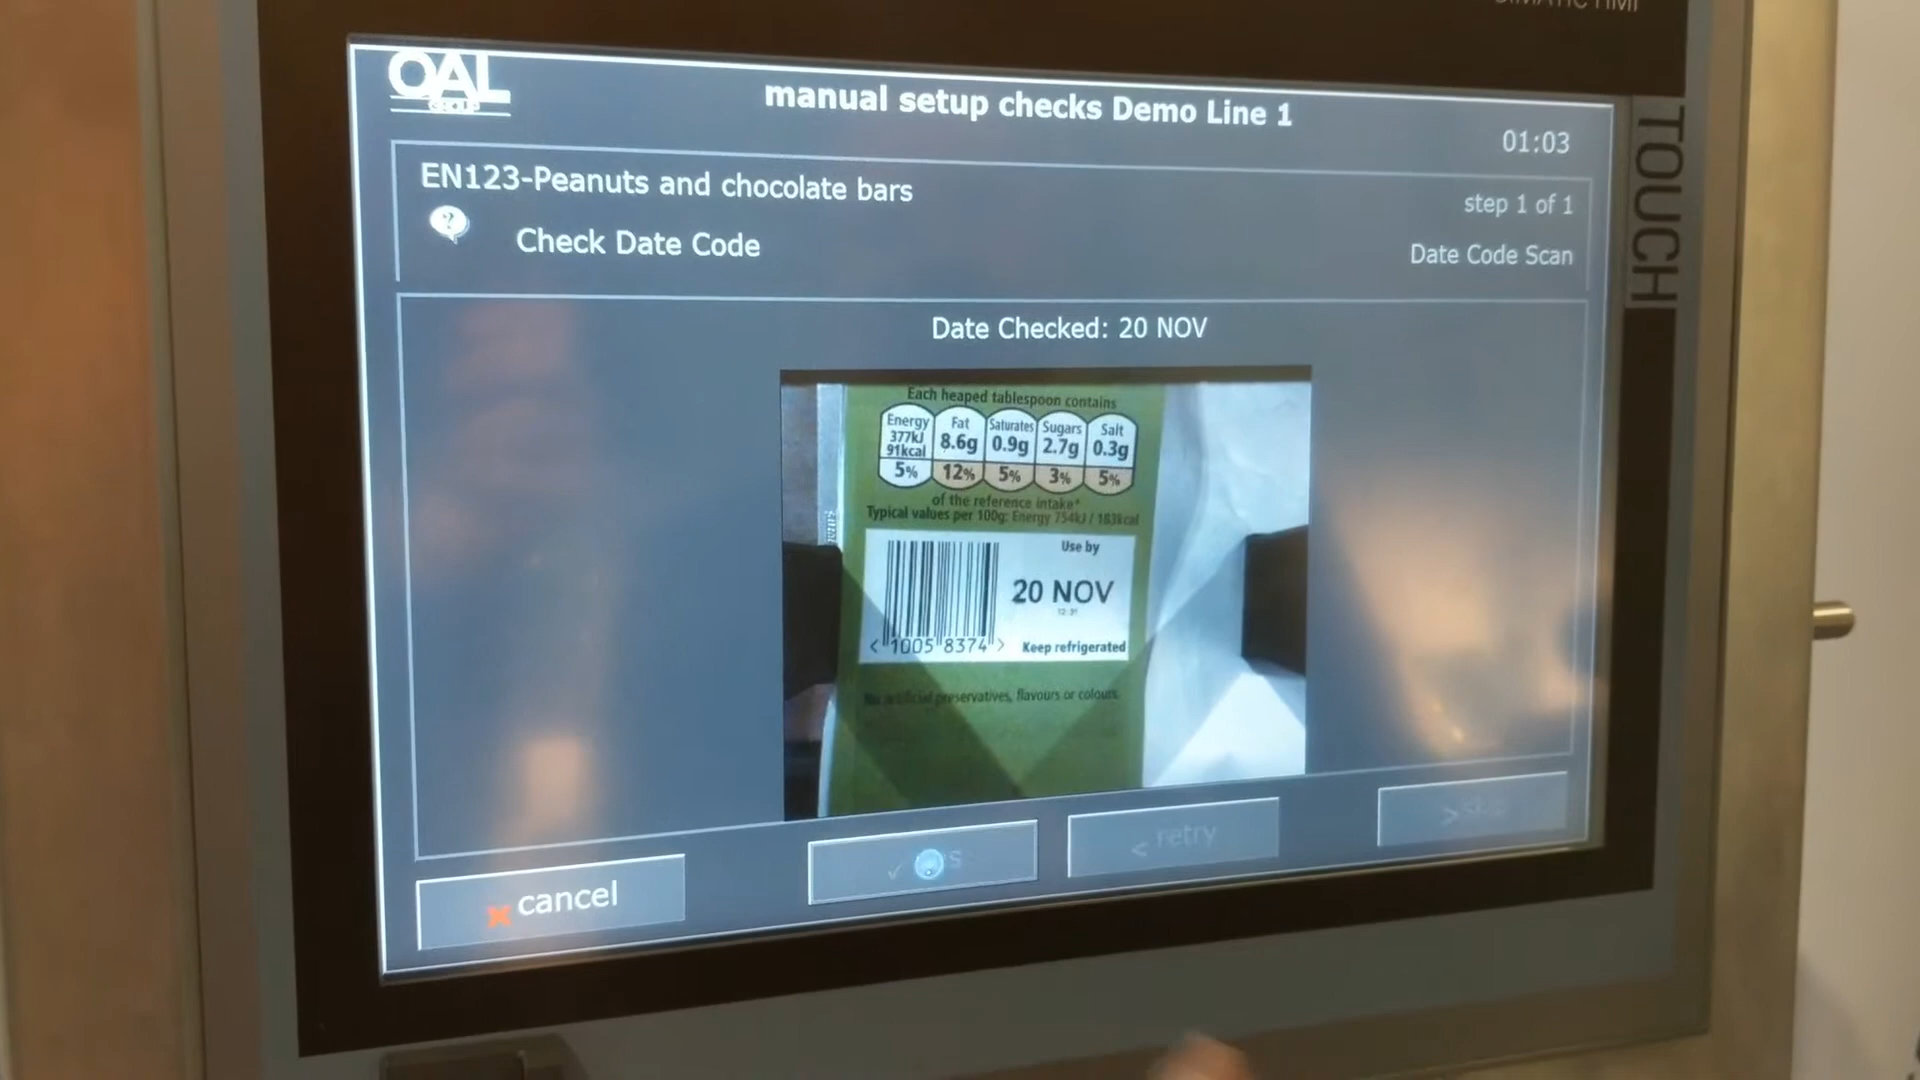 OAL
GROUP
manual setup checks Demo Line 1
01:03
TOUCH
EN123-Peanuts and chocolate bars
step 1 of 1
Check Date Code
Date Code Scan
Date Checked: 20 NOV
Each heaped tablespoon contains
Energy Fat Saturates Sugars Salt
377kJ
91kcal 8.6g 0.9g 2.7g 0.3g
5% 12% 5% 3% 5%
of the reference intake*
Typical values per 100g: Energy 754kJ / 183kcal
Use by
20 NOV
< 1005 8374 > Keep refrigerated
No artificial preservatives, flavours or colours.
cancel
< retry